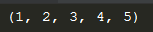 (1, 2, 3, 4, 5)